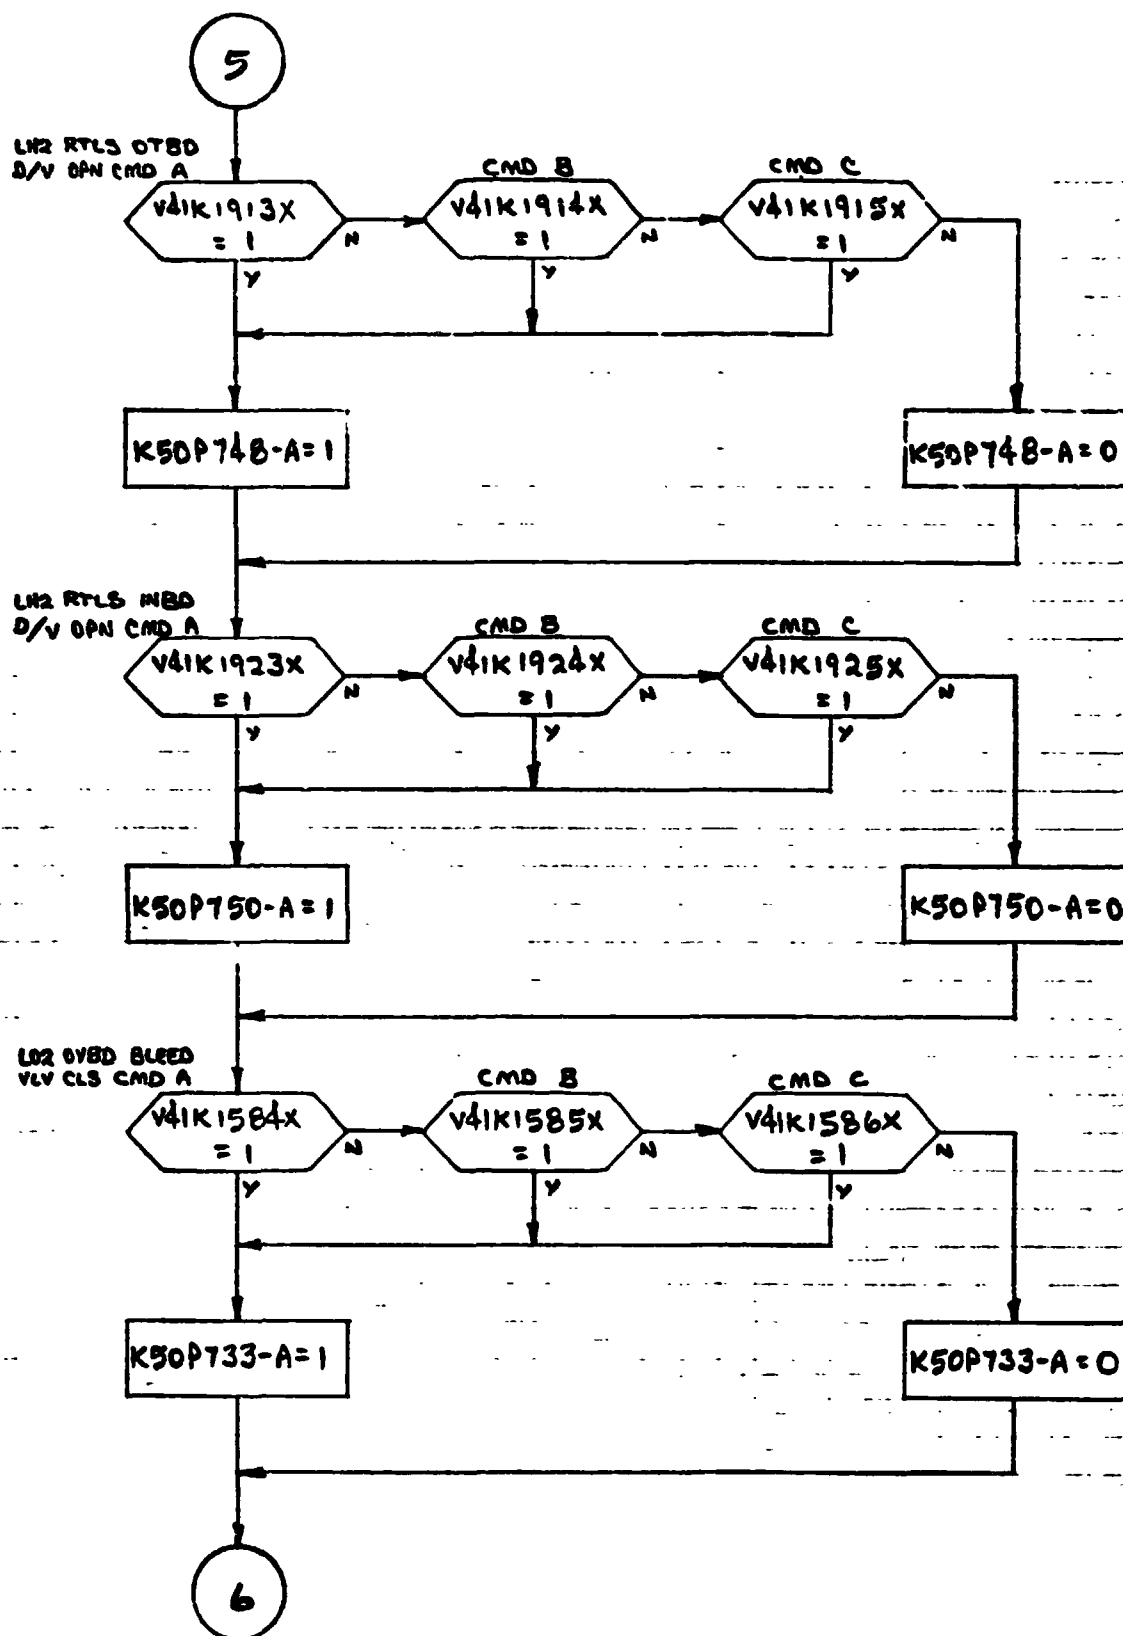 5
LH2 RTLS OTBD
D/V OPN CMD A
CMD B
CMD C
V41K1913X
= 1
N
Y
V41K1914X
= 1
N
Y
V41K1915X
= 1
N
Y
K50P748-A=1
K50P748-A=0
LH2 RTLS INBD
D/V OPN CMD A
CMD B
CMD C
V41K1923X
= 1
N
Y
V41K1924X
= 1
N
Y
V41K1925X
= 1
N
Y
K50P750-A=1
K50P750-A=0
LO2 OVBD BLEED
VLV CLS CMD A
CMD B
CMD C
V41K1584X
= 1
N
Y
V41K1585X
= 1
N
Y
V41K1586X
= 1
N
Y
K50P733-A=1
K50P733-A=0
6